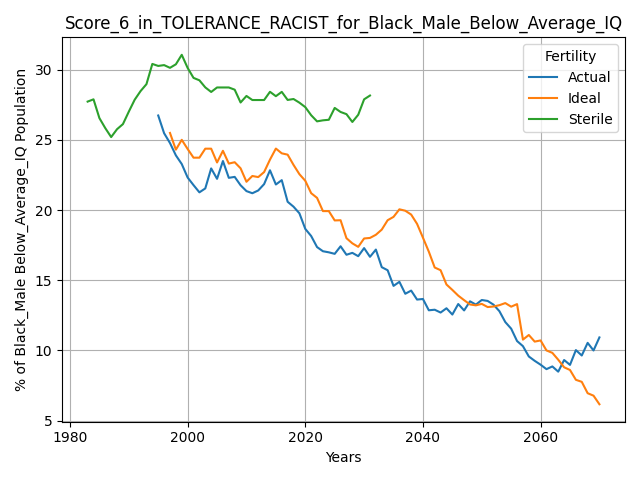 Score_6_in_TOLERANCE_RACIST_for_Black_Male_Below_Average_IQ
% of Black_Male Below_Average_IQ Population
30
25
20
15
10
5
Fertility
Actual
Ideal
Sterile
1980
2000
2020
2040
2060
Years